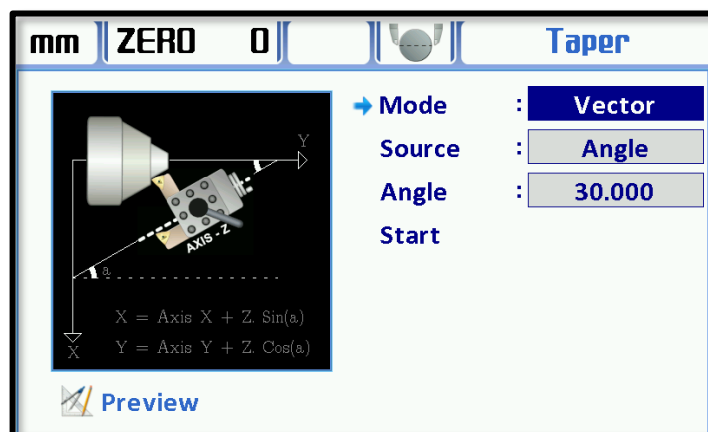 mm ZERO 0 Taper
Mode : Vector
Source : Angle
Angle : 30.000
Start
Y
AXIS - Z
a
X = Axis X + Z. Sin(a)
Y = Axis Y + Z. Cos(a)
X
Preview